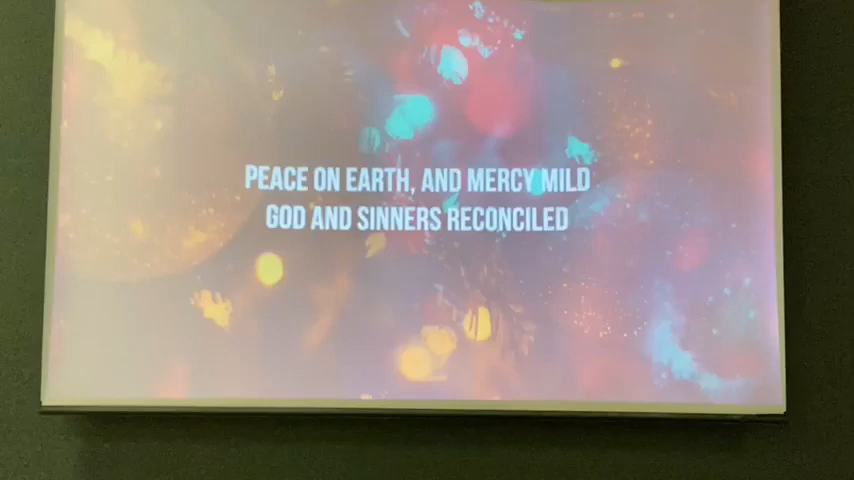 PEACE ON EARTH, AND MERCY MILD
GOD AND SINNERS RECONCILED